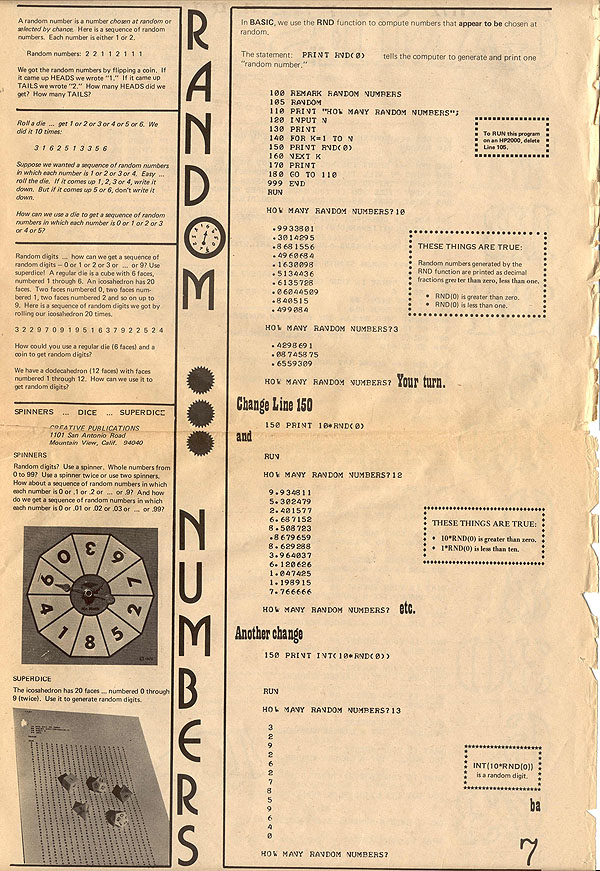 A random number is a number chosen at random or
selected by chance. Here is a sequence of random
numbers. Each number is either 1 or 2.
Random numbers: 2 2 1 1 2 1 1 1
We got the random numbers by flipping a coin. If
it came up HEADS we wrote "1." If it came up
TAILS we wrote "2." How many HEADS did we
get? How many TAILS?
Roll a die ... get 1 or 2 or 3 or 4 or 5 or 6. We
did it 10 times:
3 1 6 2 5 1 3 3 5 6
Suppose we wanted a sequence of random numbers
in which each number is 1 or 2 or 3 or 4. Easy ...
roll the die. If it comes up 1, 2, 3 or 4, write it
down. But if it comes up 5 or 6, don't write it
down.
How can we use a die to get a sequence of random
numbers in which each number is 0 or 1 or 2 or 3
or 4 or 5?
Random digits ... how can we get a sequence of
random digits – 0 or 1 or 2 or 3 or ... or 9? Use
superdice! A regular die is a cube with 6 faces,
numbered 1 through 6. An icosahedron has 20
faces. Two faces numbered 0, two faces num-
bered 1, two faces numbered 2 and so on up to
9. Here is a sequence of random digits we got by
rolling our icosahedron 20 times.
3 2 2 9 7 0 9 1 9 5 1 6 3 7 9 2 2 5 2 4
How could you use a regular die (6 faces) and a
coin to get random digits?
We have a dodecahedron (12 faces) with faces
numbered 1 through 12. How can we use it to
get random digits?
SPINNERS ... DICE ... SUPERDICE
CREATIVE PUBLICATIONS
1101 San Antonio Road
Mountain View, Calif. 94040
SPINNERS
Random digits? Use a spinner. Whole numbers from
0 to 99? Use a spinner twice or use two spinners.
How about a sequence of random numbers in which
each number is 0 or .1 or .2 or ... or .9? And how
do we get a sequence of random numbers in which
each number is 0 or .01 or .02 or .03 or ... or .99?
0 3 9 7 2 5 8 1 4 6
SUPERDICE
The icosahedron has 20 faces ... numbered 0 through
9 (twice). Use it to generate random digits.
RANDOM
NUMBERS
In BASIC, we use the RND function to compute numbers that appear to be chosen at
random.
The statement: PRINT RND(0) tells the computer to generate and print one
"random number."
100 REMARK RANDOM NUMBERS
105 RANDOM
110 PRINT "HOW MANY RANDOM NUMBERS";
120 INPUT N
130 PRINT
140 FOR K=1 TO N
150 PRINT RND(0)
160 NEXT K
170 PRINT
180 GO TO 110
999 END
RUN
To RUN this program
on an HP2000, delete
Line 105.
HOW MANY RANDOM NUMBERS?10
.9933801
.3014295
.8681556
.4960684
.1630098
.5134436
.6135728
.06044509
.840515
.499084
THESE THINGS ARE TRUE:
Random numbers generated by the
RND function are printed as decimal
fractions greater than zero, less than one.
• RND(0) is greater than zero.
• RND(0) is less than one.
HOW MANY RANDOM NUMBERS?3
.4298691
.08745875
.6559309
HOW MANY RANDOM NUMBERS? Your turn.
Change Line 150
150 PRINT 10*RND(0)
and
RUN
HOW MANY RANDOM NUMBERS?12
9.934811
5.302479
2.401577
6.687152
8.508723
.8679659
8.629288
3.964037
6.120626
1.047425
1.198915
7.766666
THESE THINGS ARE TRUE:
• 10*RND(0) is greater than zero.
• 1*RND(0) is less than ten.
HOW MANY RANDOM NUMBERS? etc.
Another change
150 PRINT INT(10*RND(0))
RUN
HOW MANY RANDOM NUMBERS?13
3
2
9
2
6
2
7
8
5
9
6
4
0
INT(10*RND(0))
is a random digit.
HOW MANY RANDOM NUMBERS?
ba
7